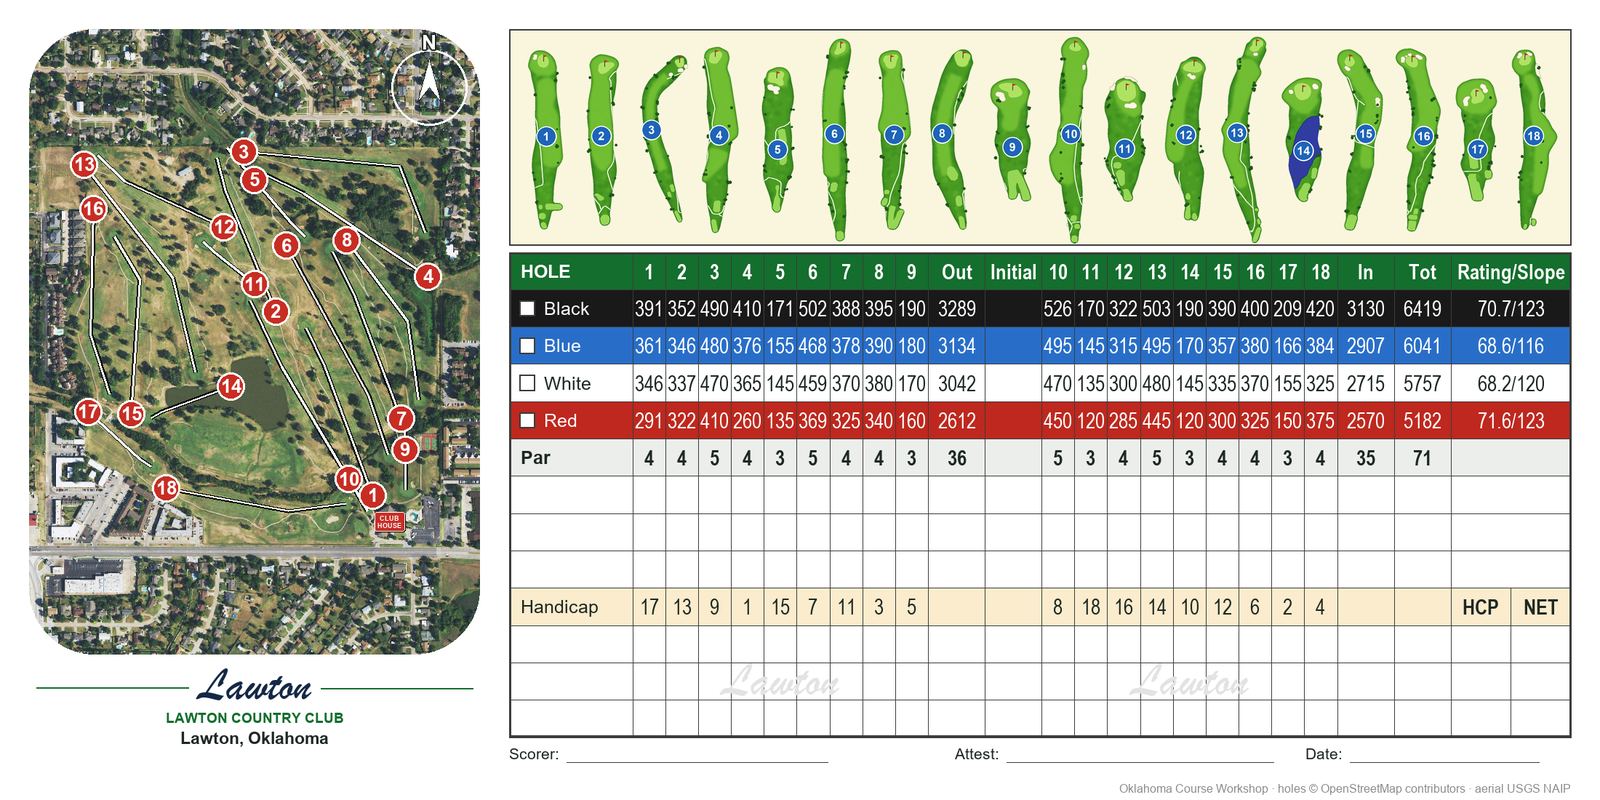 N
3
13
5
16
12
8
6
4
11
2
14
17
15
7
9
10
18
1
CLUB
HOUSE
Lawton
LAWTON COUNTRY CLUB
Lawton, Oklahoma
1 2 3 4 5 6 7 8 9 10 11 12 13 14 15 16 17 18
HOLE 1 2 3 4 5 6 7 8 9 Out Initial 10 11 12 13 14 15 16 17 18 In Tot Rating/Slope
Black 391 352 490 410 171 502 388 395 190 3289 526 170 322 503 190 390 400 209 420 3130 6419 70.7/123
Blue 361 346 480 376 155 468 378 390 180 3134 495 145 315 495 170 357 380 166 384 2907 6041 68.6/116
White 346 337 470 365 145 459 370 380 170 3042 470 135 300 480 145 335 370 155 325 2715 5757 68.2/120
Red 291 322 410 260 135 369 325 340 160 2612 450 120 285 445 120 300 325 150 375 2570 5182 71.6/123
Par 4 4 5 4 3 5 4 4 3 36 5 3 4 5 3 4 4 3 4 35 71
Handicap 17 13 9 1 15 7 11 3 5 8 18 16 14 10 12 6 2 4 HCP NET
Lawton Lawton
Scorer: Attest: Date:
Oklahoma Course Workshop · holes © OpenStreetMap contributors · aerial USGS NAIP